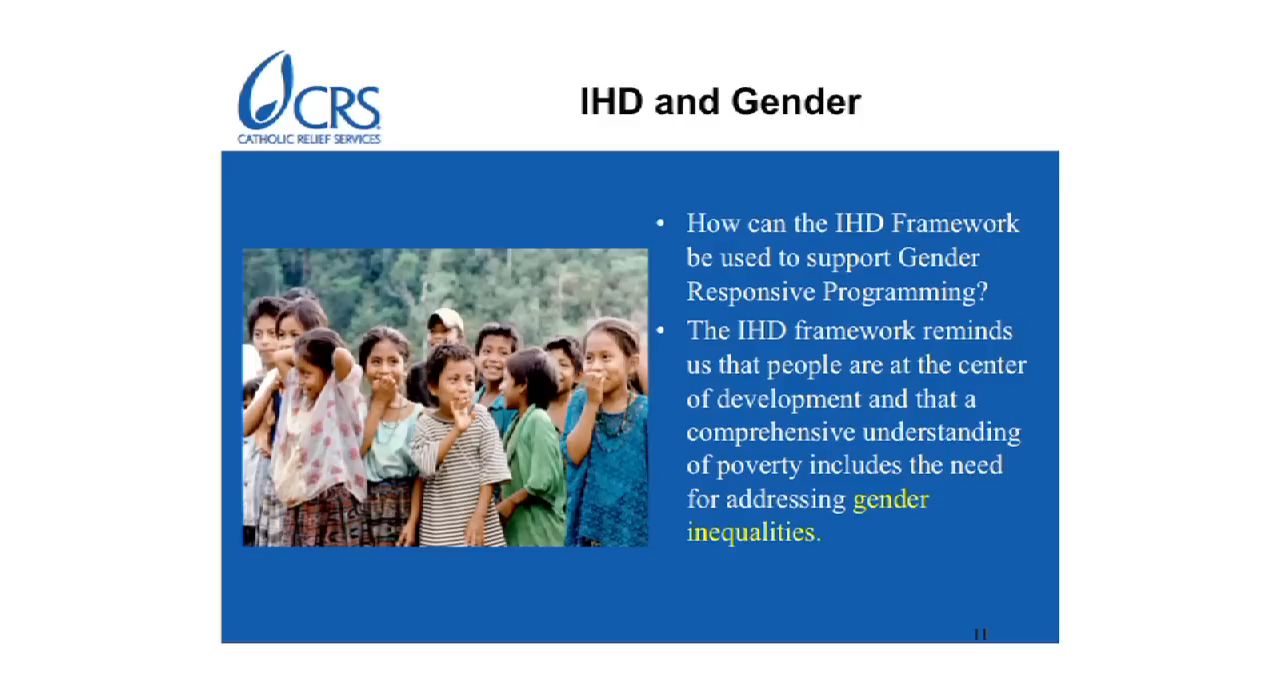 CRS
CATHOLIC RELIEF SERVICES
IHD and Gender
• How can the IHD Framework
be used to support Gender
Responsive Programming?
• The IHD framework reminds
us that people are at the center
of development and that a
comprehensive understanding
of poverty includes the need
for addressing gender
inequalities.
11